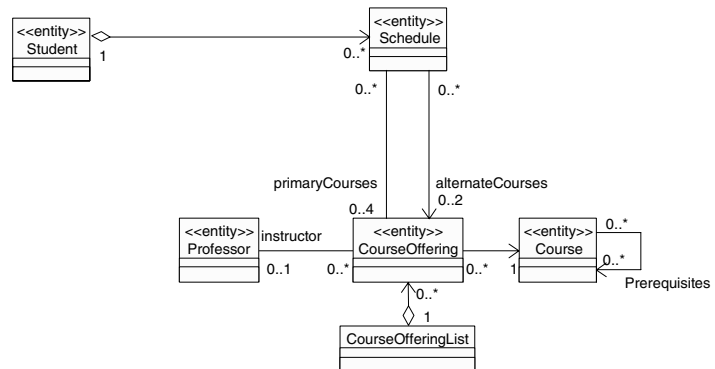 <<entity>>
Student
1
0..*
<<entity>>
Schedule
0..*
0..*
primaryCourses
alternateCourses
0..4
0..2
<<entity>>
Professor
instructor
0..1
0..*
<<entity>>
CourseOffering
0..*
1
<<entity>>
Course
0..*
0..*
Prerequisites
0..*
1
CourseOfferingList